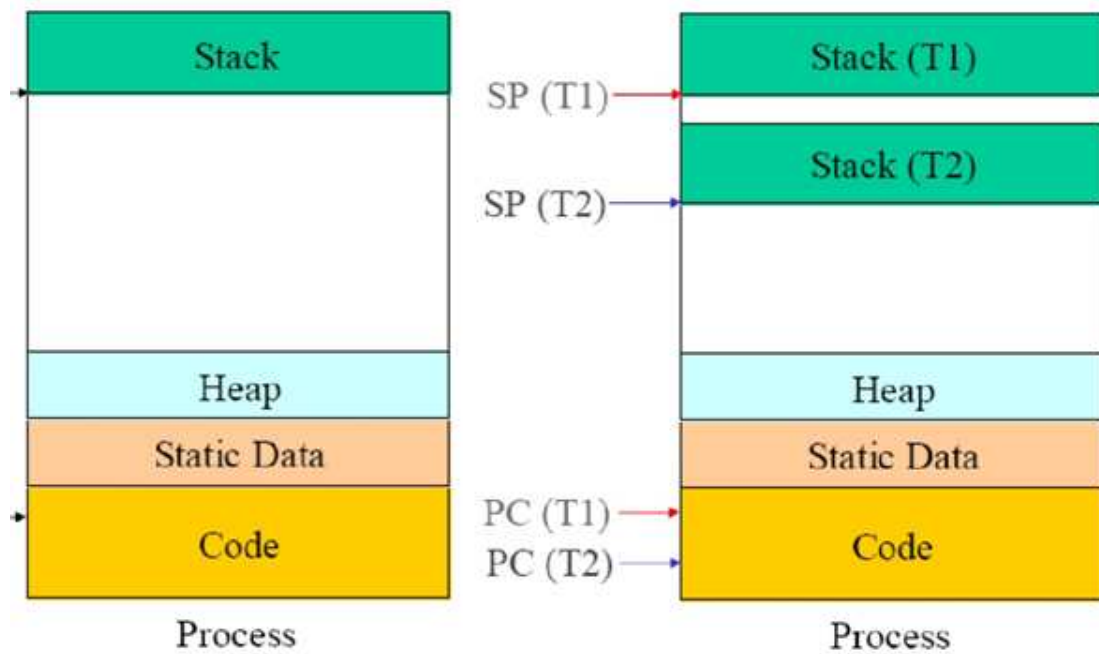 Stack
Heap
Static Data
Code
Process
SP (T1)
SP (T2)
PC (T1)
PC (T2)
Stack (T1)
Stack (T2)
Heap
Static Data
Code
Process